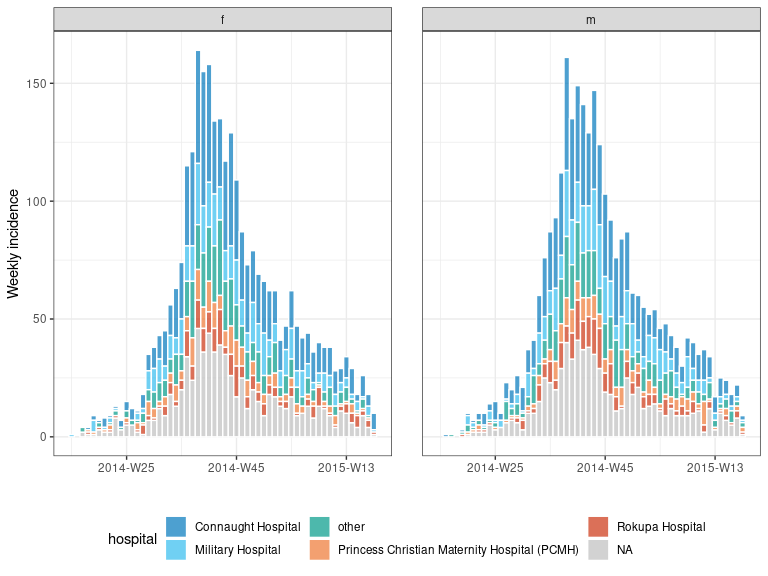 f
m
Weekly incidence
150
100
50
0
2014-W25
2014-W45
2015-W13
2014-W25
2014-W45
2015-W13
hospital
Connaught Hospital
Military Hospital
other
Princess Christian Maternity Hospital (PCMH)
Rokupa Hospital
NA